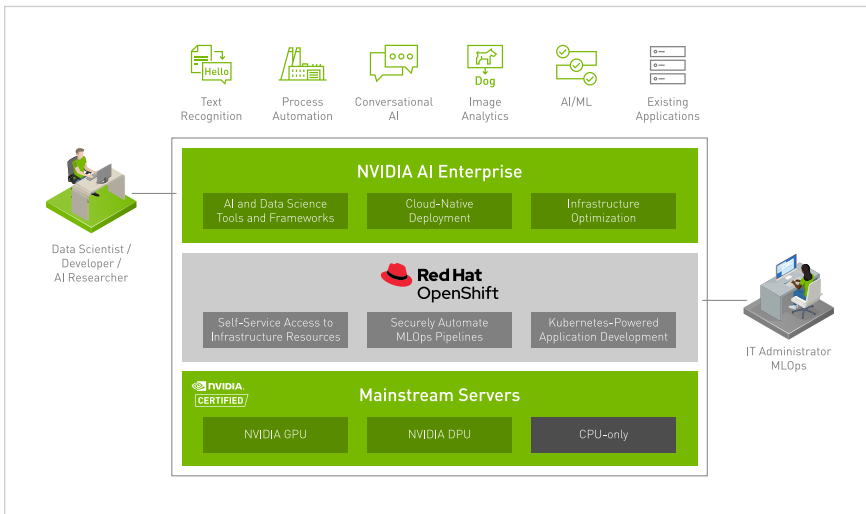 Hello
Dog
Text
Recognition
Process
Automation
Conversational
AI
Image
Analytics
AI/ML
Existing
Applications
NVIDIA AI Enterprise
AI and Data Science
Tools and Frameworks
Cloud-Native
Deployment
Infrastructure
Optimization
Data Scientist /
Developer /
AI Researcher
Red Hat
OpenShift
Self-Service Access to
Infrastructure Resources
Securely Automate
MLOps Pipelines
Kubernetes-Powered
Application Development
IT Administrator
MLOps
NVIDIA.
CERTIFIED
Mainstream Servers
NVIDIA GPU
NVIDIA DPU
CPU-only